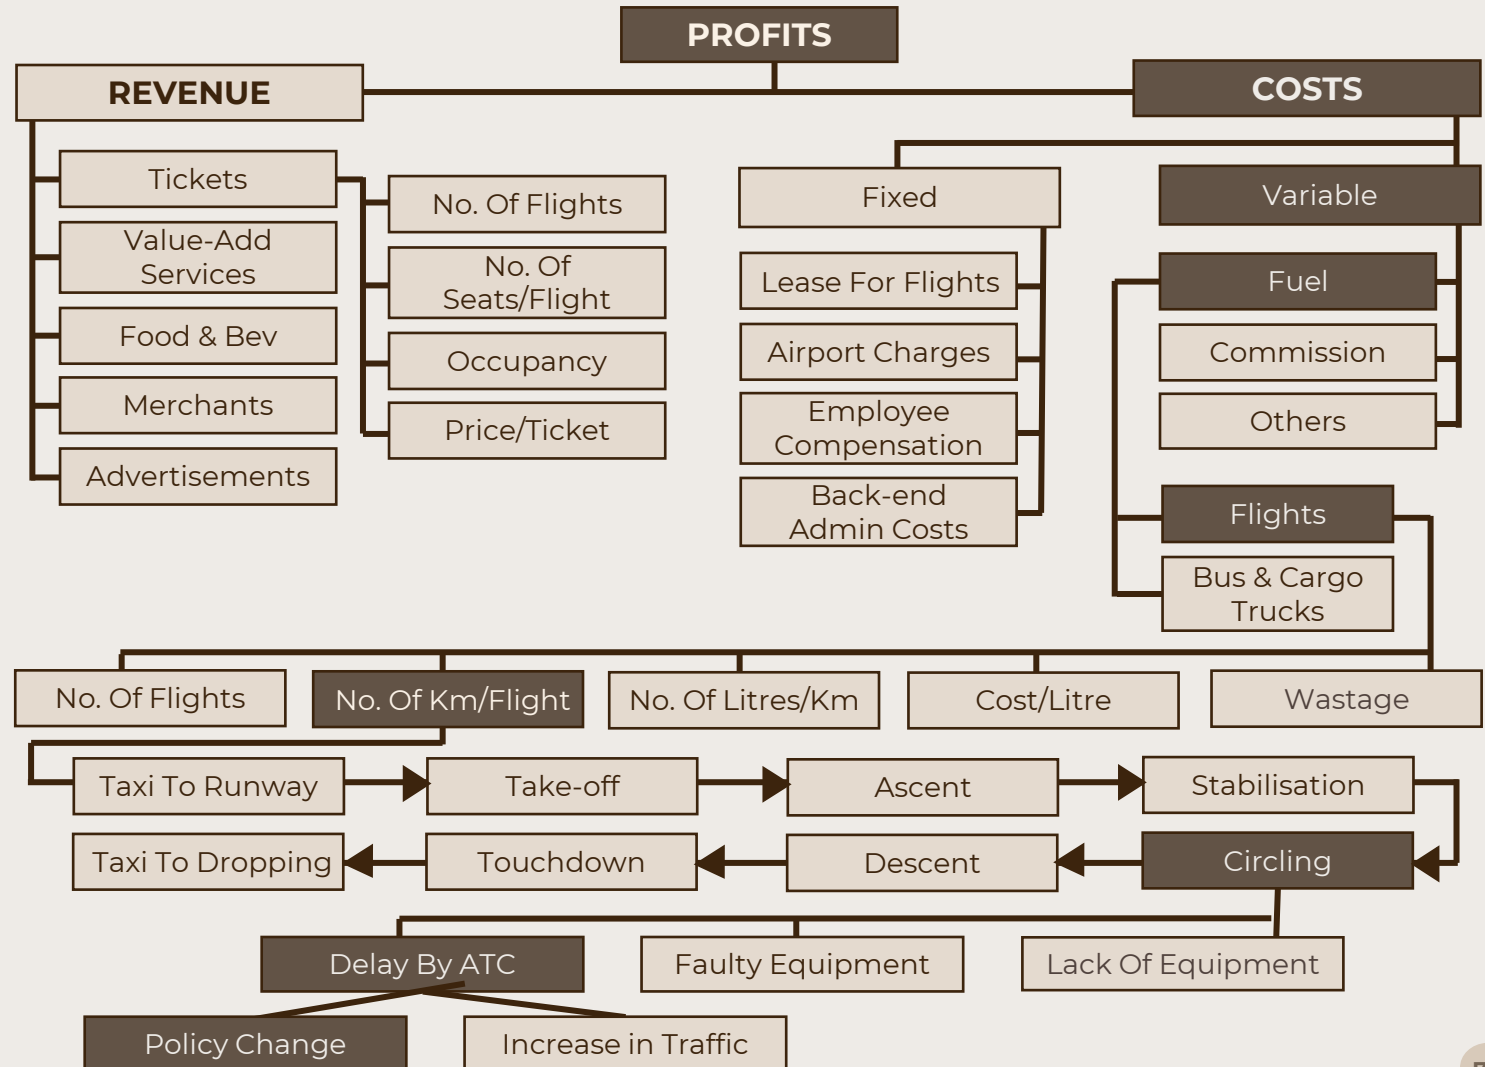 PROFITS
REVENUE
COSTS
Tickets
Value-Add
Services
Food & Bev
Merchants
Advertisements
No. Of Flights
No. Of
Seats/Flight
Occupancy
Price/Ticket
Fixed
Lease For Flights
Airport Charges
Employee
Compensation
Back-end
Admin Costs
Variable
Fuel
Commission
Others
Flights
Bus & Cargo
Trucks
No. Of Flights
No. Of Km/Flight
No. Of Litres/Km
Cost/Litre
Wastage
Taxi To Runway
Take-off
Ascent
Stabilisation
Taxi To Dropping
Touchdown
Descent
Circling
Delay By ATC
Faulty Equipment
Lack Of Equipment
Policy Change
Increase in Traffic